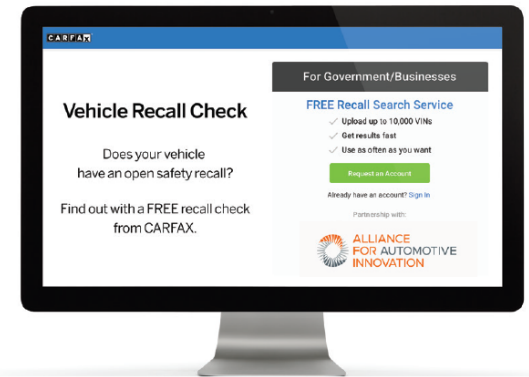 CARFAX
Vehicle Recall Check
Does your vehicle
have an open safety recall?
Find out with a FREE recall check
from CARFAX.
For Government/Businesses
FREE Recall Search Service
Upload up to 10,000 VINs
Get results fast
Use as often as you want
Request an Account
Already have an account? Sign In
Partnership with:
ALLIANCE
FOR AUTOMOTIVE
INNOVATION